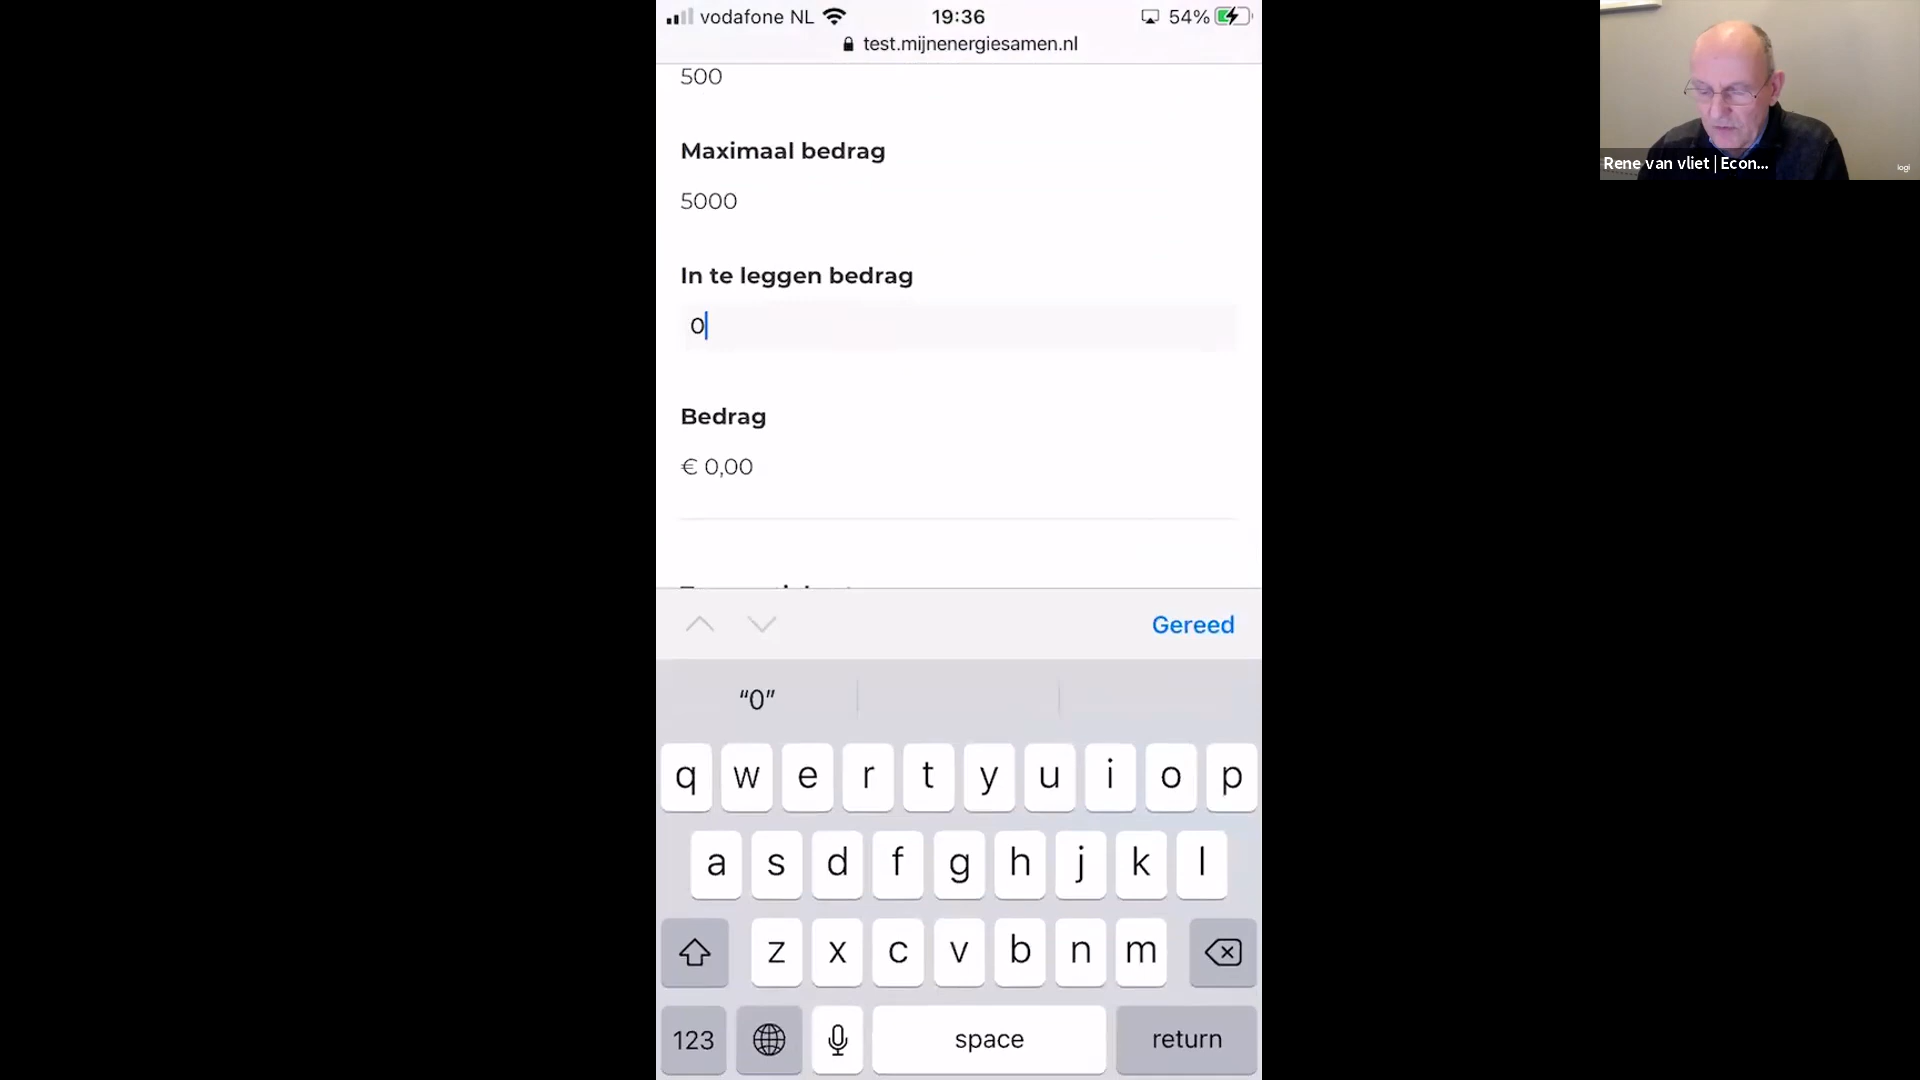 vodafone NL
19:36
54%
test.mijnenergiesamen.nl
500
Maximaal bedrag
5000
In te leggen bedrag
0
Bedrag
€ 0,00
Gereed
“0”
q w e r t y u i o p
a s d f g h j k l
z x c v b n m
123
space
return
Rene van vliet | Econ...
logi